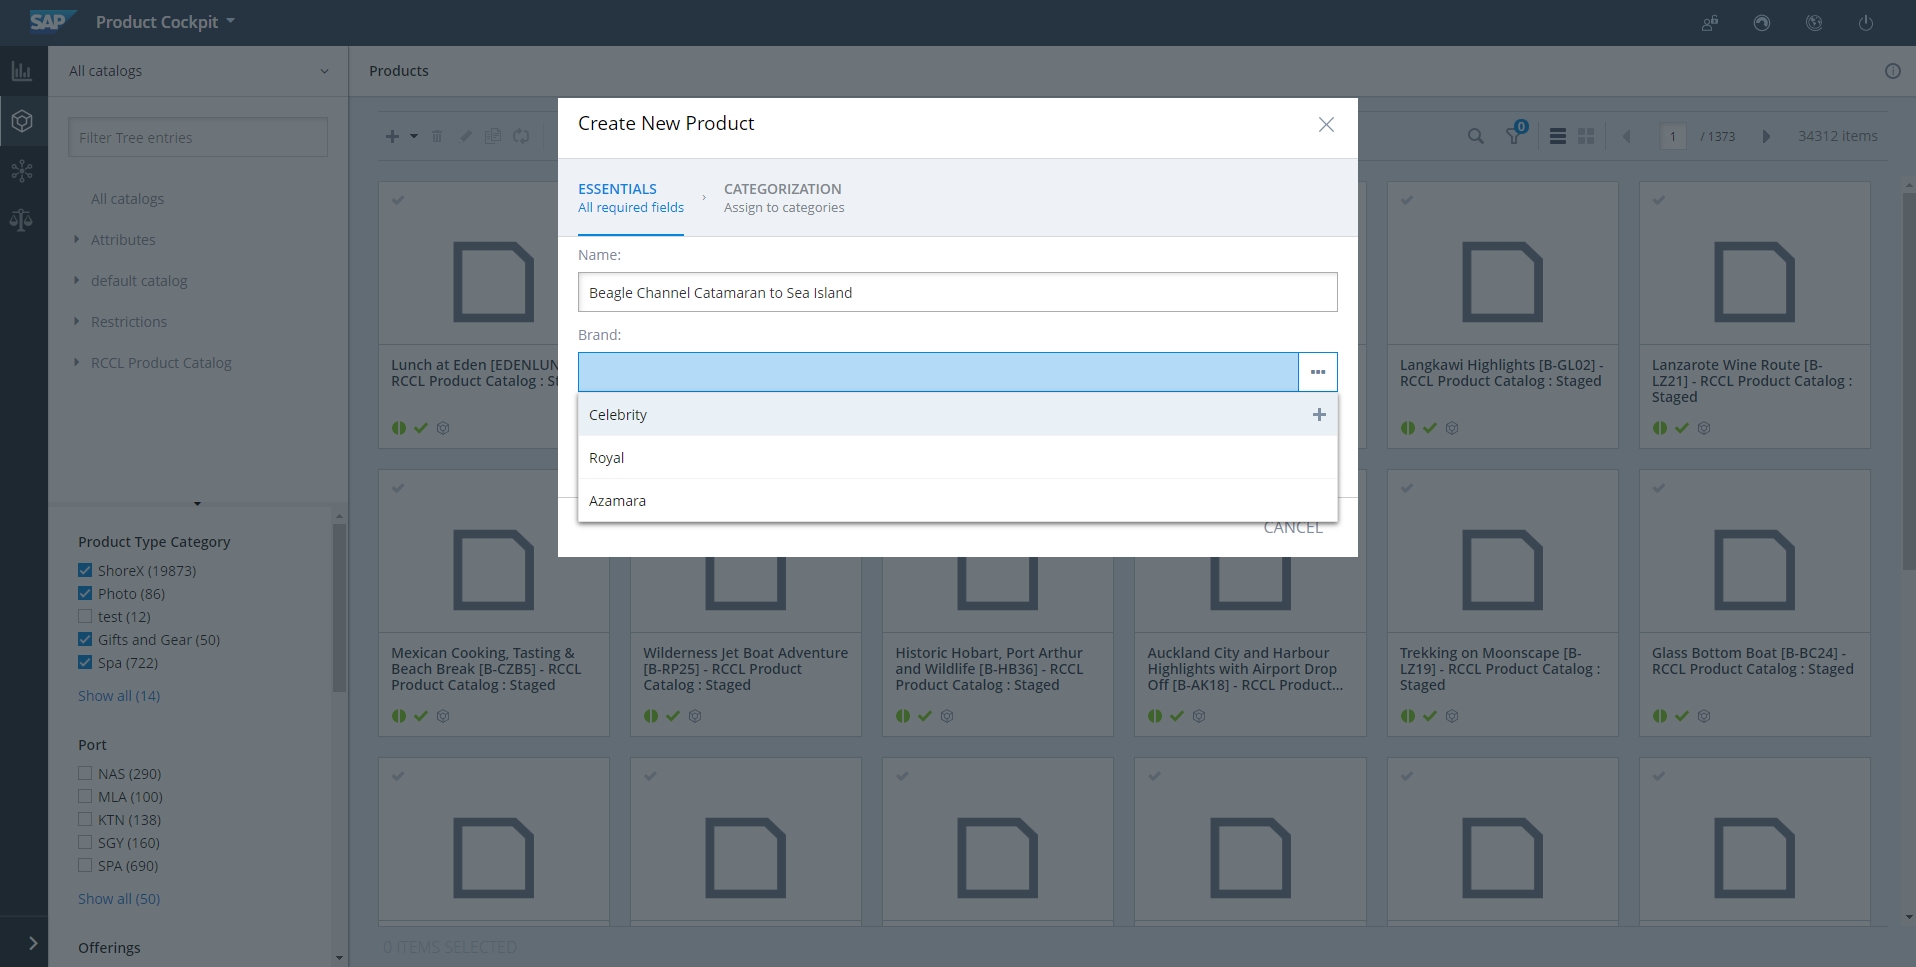 SAP Product Cockpit
All catalogs
Products
Filter Tree entries
All catalogs
Attributes
default catalog
Restrictions
RCCL Product Catalog
Product Type Category
ShoreX (19873)
Photo (86)
test (12)
Gifts and Gear (50)
Spa (722)
Show all (14)
Port
NAS (290)
MLA (100)
KTN (138)
SGY (160)
SPA (690)
Show all (50)
Offerings
0
1 / 1373
34312 items
Create New Product
ESSENTIALS
All required fields
CATEGORIZATION
Assign to categories
Name:
Beagle Channel Catamaran to Sea Island
Brand:
Celebrity
Royal
Azamara
CANCEL
Lunch at Eden [EDENLUN
RCCL Product Catalog : St
Langkawi Highlights [B-GL02] -
RCCL Product Catalog : Staged
Lanzarote Wine Route [B-
LZ21] - RCCL Product Catalog :
Staged
Mexican Cooking, Tasting &
Beach Break [B-CZB5] - RCCL
Product Catalog : Staged
Wilderness Jet Boat Adventure
[B-RP25] - RCCL Product
Catalog : Staged
Historic Hobart, Port Arthur
and Wildlife [B-HB36] - RCCL
Product Catalog : Staged
Auckland City and Harbour
Highlights with Airport Drop
Off [B-AK18] - RCCL Product...
Trekking on Moonscape [B-
LZ19] - RCCL Product Catalog :
Staged
Glass Bottom Boat [B-BC24] -
RCCL Product Catalog : Staged
0 ITEMS SELECTED